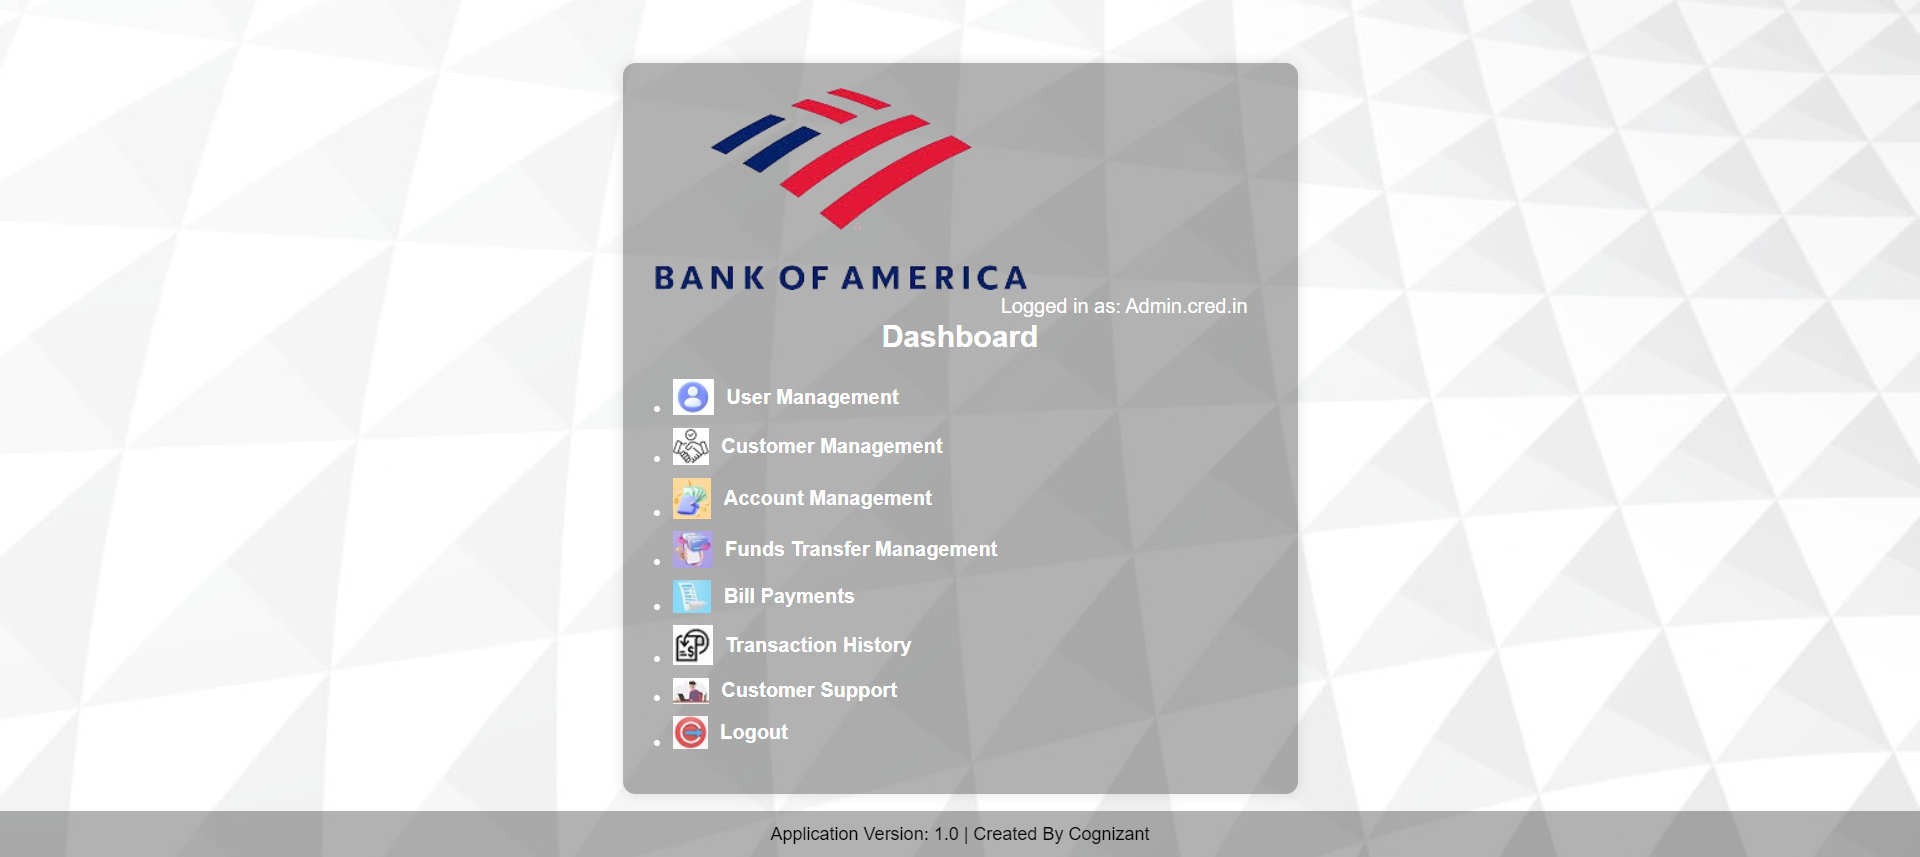 BANK OF AMERICA
Logged in as: Admin.cred.in
Dashboard
User Management
Customer Management
Account Management
Funds Transfer Management
Bill Payments
Transaction History
Customer Support
Logout
Application Version: 1.0 | Created By Cognizant